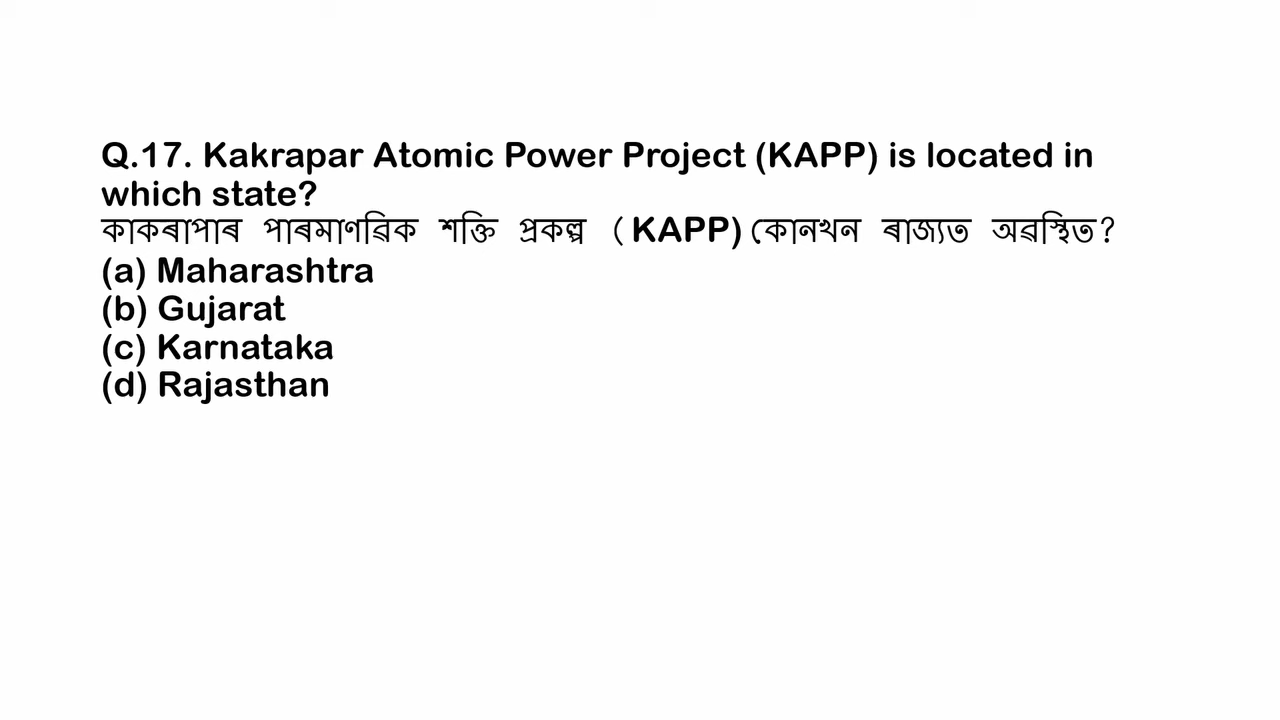 Q.17. Kakrapar Atomic Power Project (KAPP) is located in
which state?
কাকৰাপাৰ পাৰমাণৱিক শক্তি প্ৰকল্প (KAPP) কোনখন ৰাজ্যত অৱস্থিত?
(a) Maharashtra
(b) Gujarat
(c) Karnataka
(d) Rajasthan